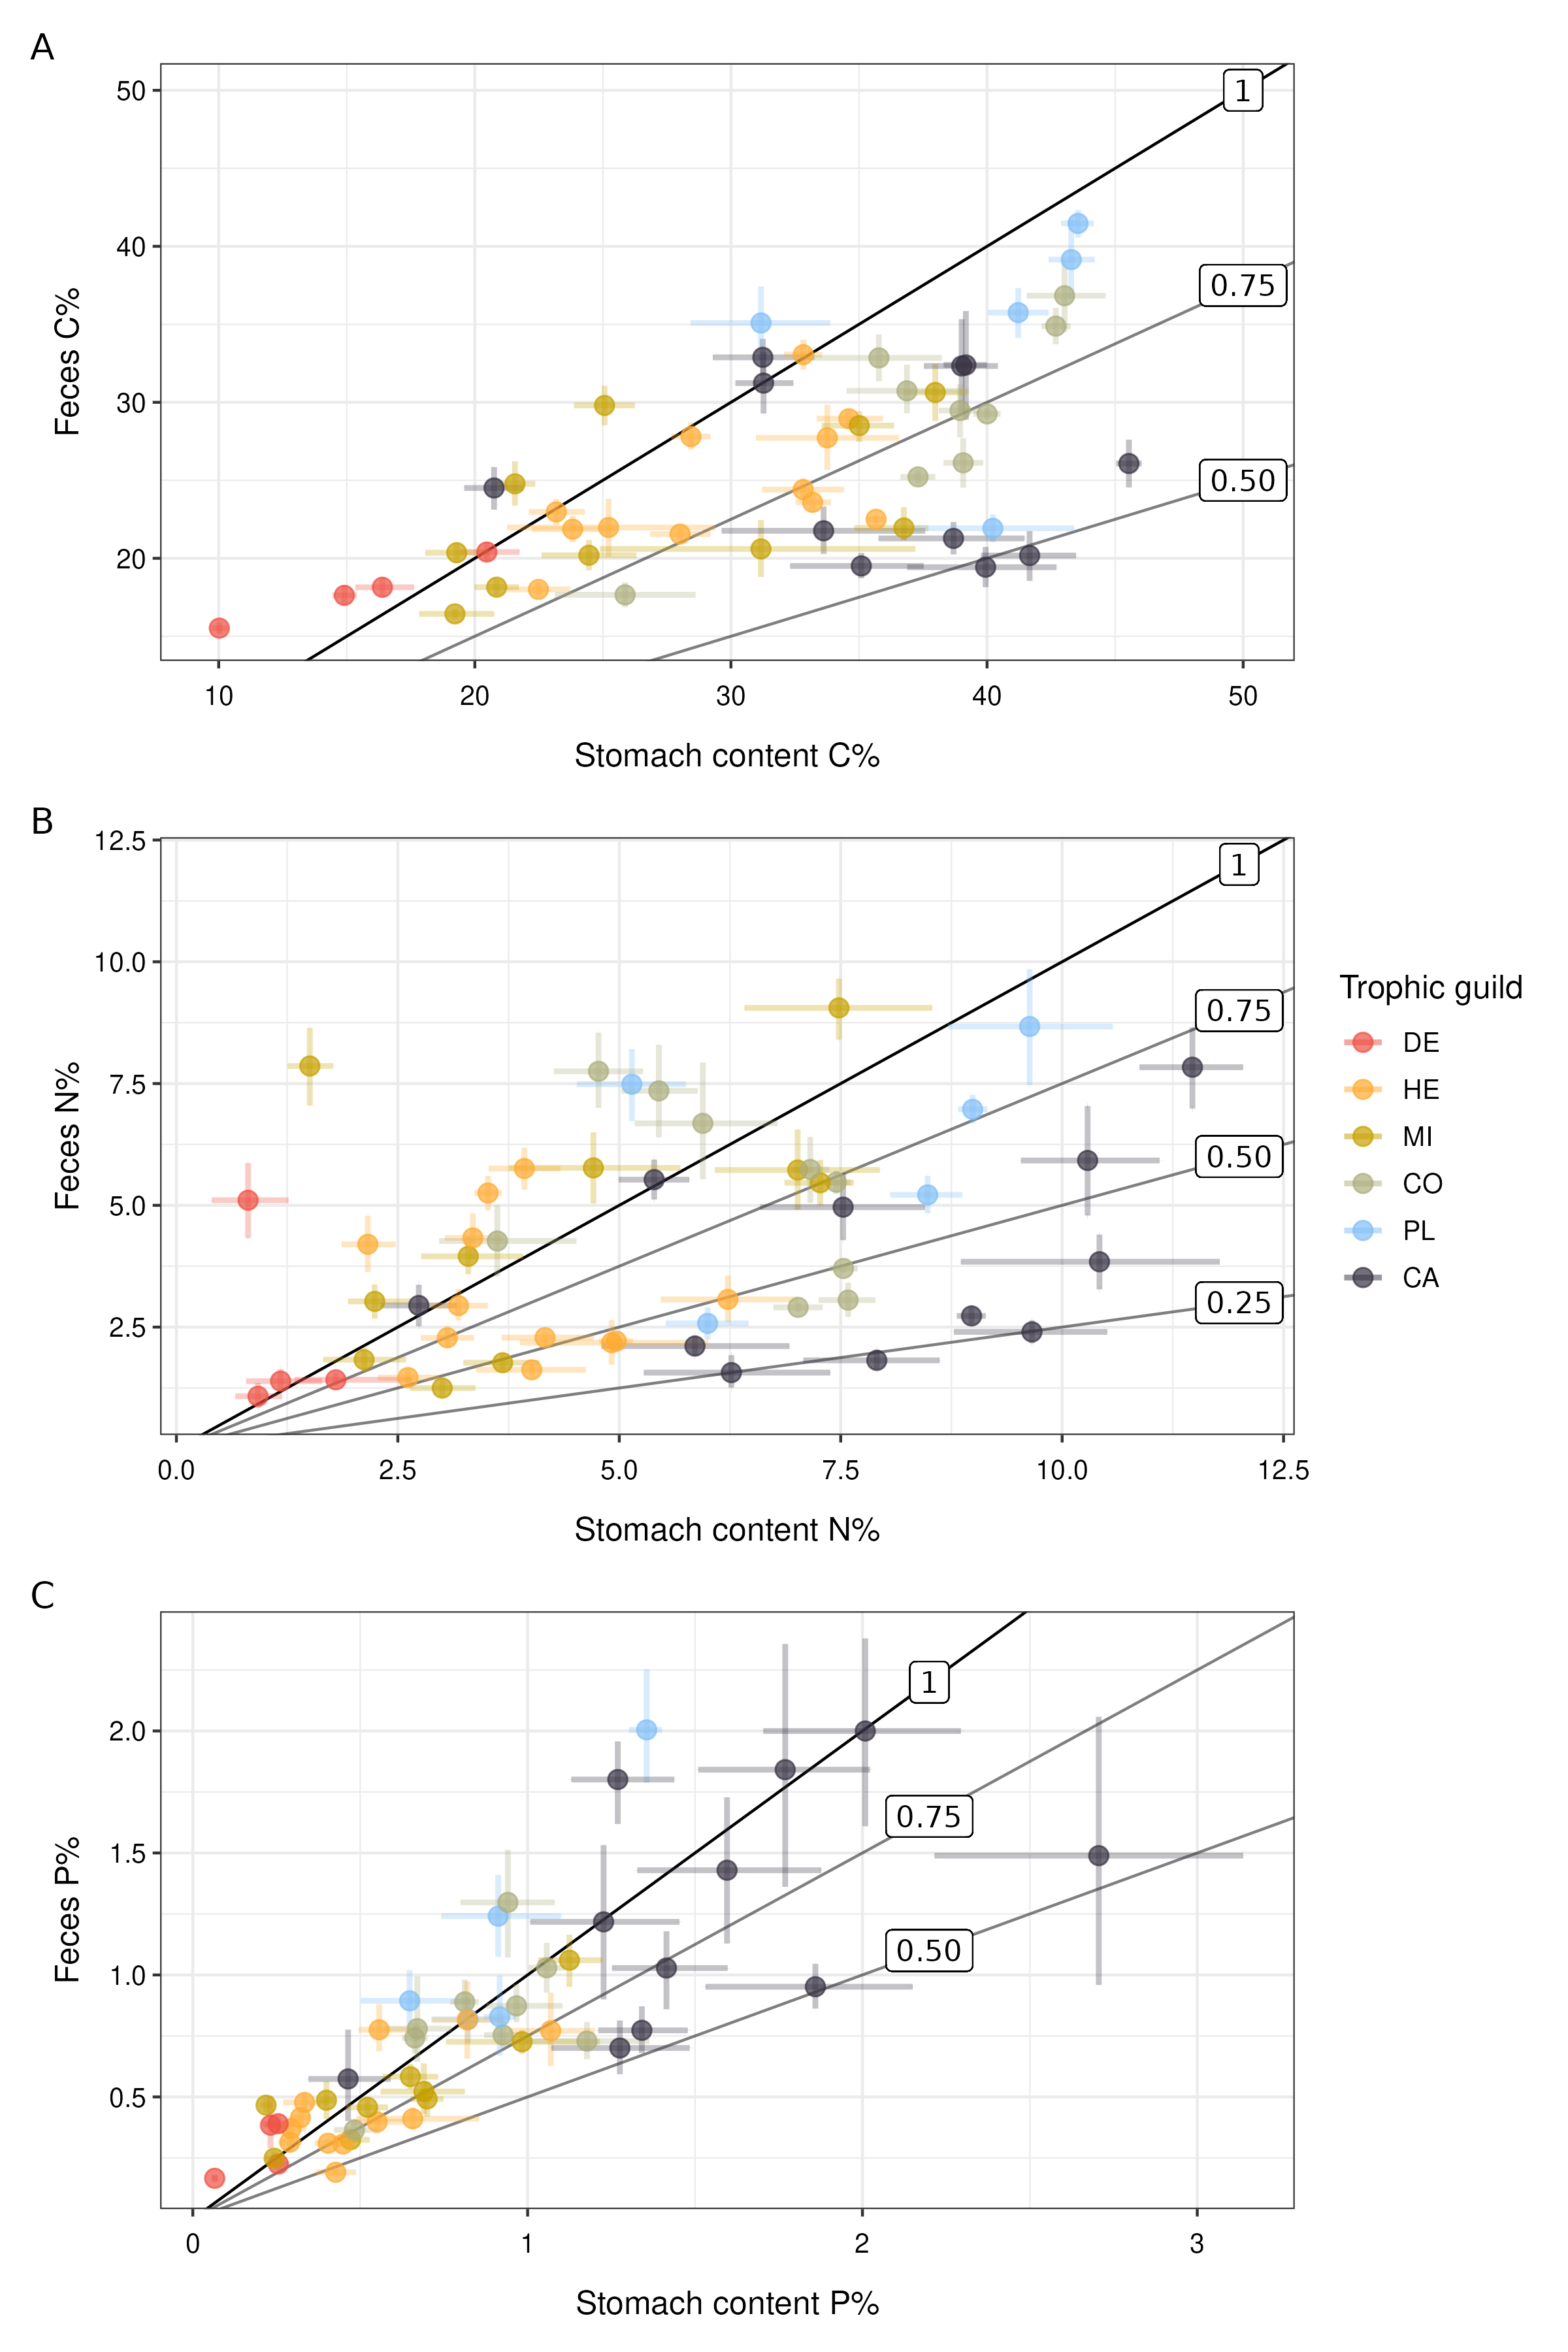 A
50
40
30
20
Feces C%
1
0.75
0.50
10 20 30 40 50
Stomach content C%
B
12.5
10.0
7.5
5.0
2.5
Feces N%
1
0.75
0.50
0.25
0.0 2.5 5.0 7.5 10.0 12.5
Stomach content N%
Trophic guild
DE
HE
MI
CO
PL
CA
C
2.0
1.5
1.0
0.5
Feces P%
1
0.75
0.50
0 1 2 3
Stomach content P%